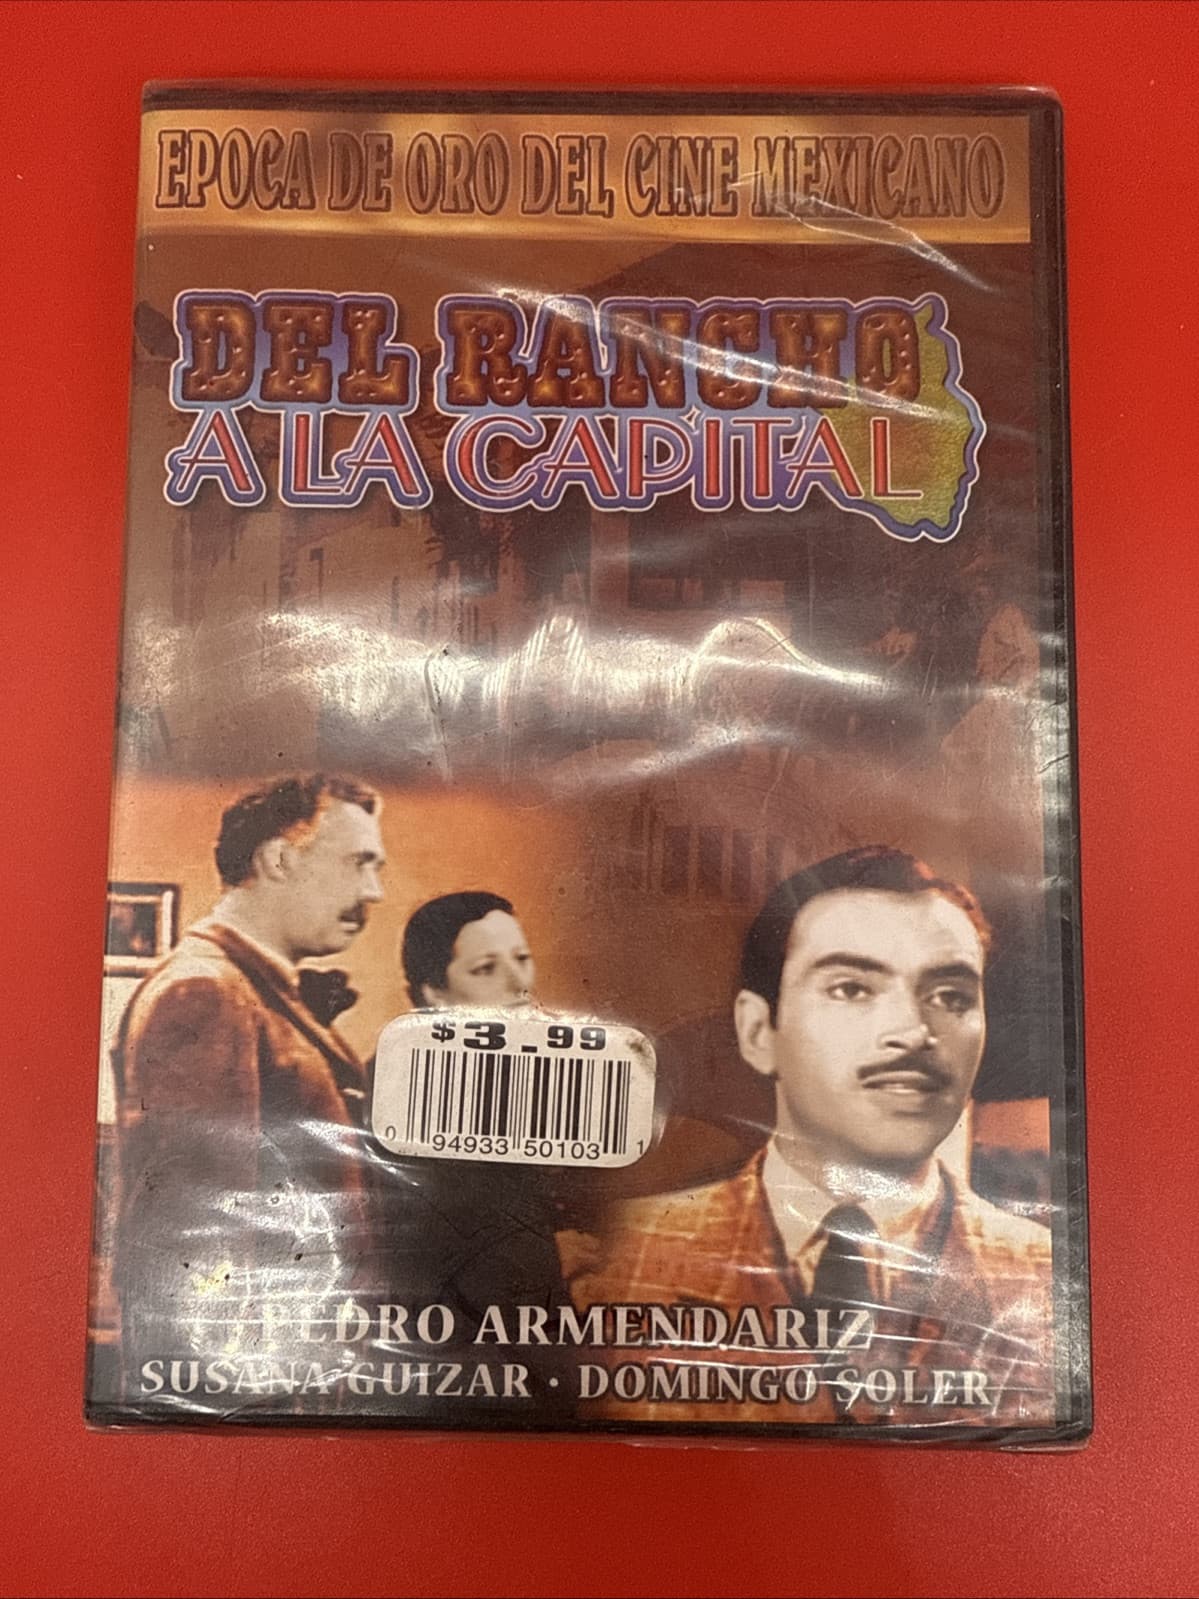 EPOCA DE ORO DEL CINE MEXICANO
DEL RANCHO
A LA CAPITAL
$3.99
0 94933 50103 1
PEDRO ARMENDARIZ
SUSANA GUIZAR · DOMINGO SOLER